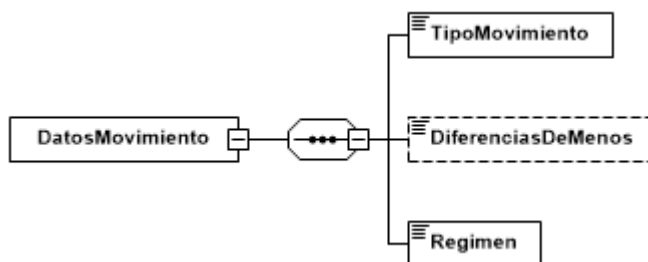 TipoMovimiento
DatosMovimiento
DiferenciasDeMenos
Regimen